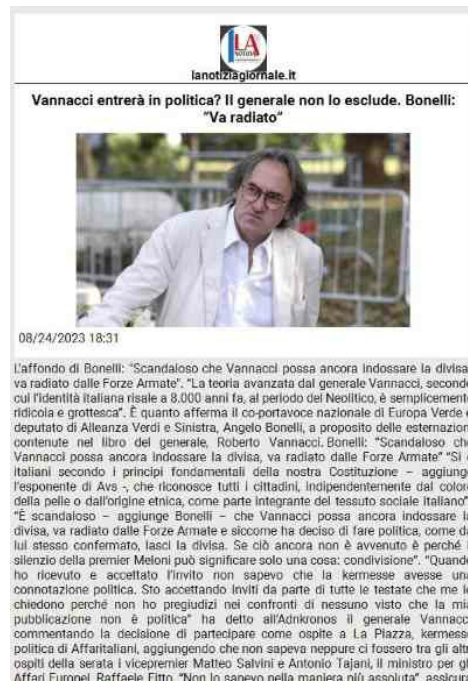 LA
NOTIZIA
lanotiziagiornale.it
Vannacci entrerà in politica? Il generale non lo esclude. Bonelli:
“Va radiato”
08/24/2023 18:31
L'affondo di Bonelli: “Scandaloso che Vannacci possa ancora indossare la divisa,
va radiato dalle Forze Armate”. “La teoria avanzata dal generale Vannacci, secondo
cui l'identità italiana risale a 8.000 anni fa, al periodo del Neolitico, è semplicemente
ridicola e grottesca”. È quanto afferma il co-portavoce nazionale di Europa Verde e
deputato di Alleanza Verdi e Sinistra, Angelo Bonelli, a proposito delle esternazioni
contenute nel libro del generale, Roberto Vannacci. Bonelli: “Scandaloso che
Vannacci possa ancora indossare la divisa, va radiato dalle Forze Armate” “Si è
italiani secondo i principi fondamentali della nostra Costituzione – aggiunge
l'esponente di Avs -, che riconosce tutti i cittadini, indipendentemente dal colore
della pelle o dall'origine etnica, come parte integrante del tessuto sociale italiano”.
“È scandaloso – aggiunge Bonelli – che Vannacci possa ancora indossare la
divisa, va radiato dalle Forze Armate e siccome ha deciso di fare politica, come da
lui stesso confermato, lasci la divisa. Se ciò ancora non è avvenuto è perché il
silenzio della premier Meloni può significare solo una cosa: condivisione”. “Quando
ho ricevuto e accettato l'invito non sapevo che la kermesse avesse una
connotazione politica. Sto accettando inviti da parte di tutte le testate che me lo
chiedono perché non ho pregiudizi nei confronti di nessuno visto che la mia
pubblicazione non è politica” ha detto all'Adnkronos il generale Vannacci
commentando la decisione di partecipare come ospite a La Piazza, kermesse
politica di Affaritaliani, aggiungendo che non sapeva neppure ci fossero tra gli altri
ospiti della serata i vicepremier Matteo Salvini e Antonio Tajani, il ministro per gli
Affari Europei, Raffaele Fitto. “Non lo sapevo nella maniera più assoluta”, assicura